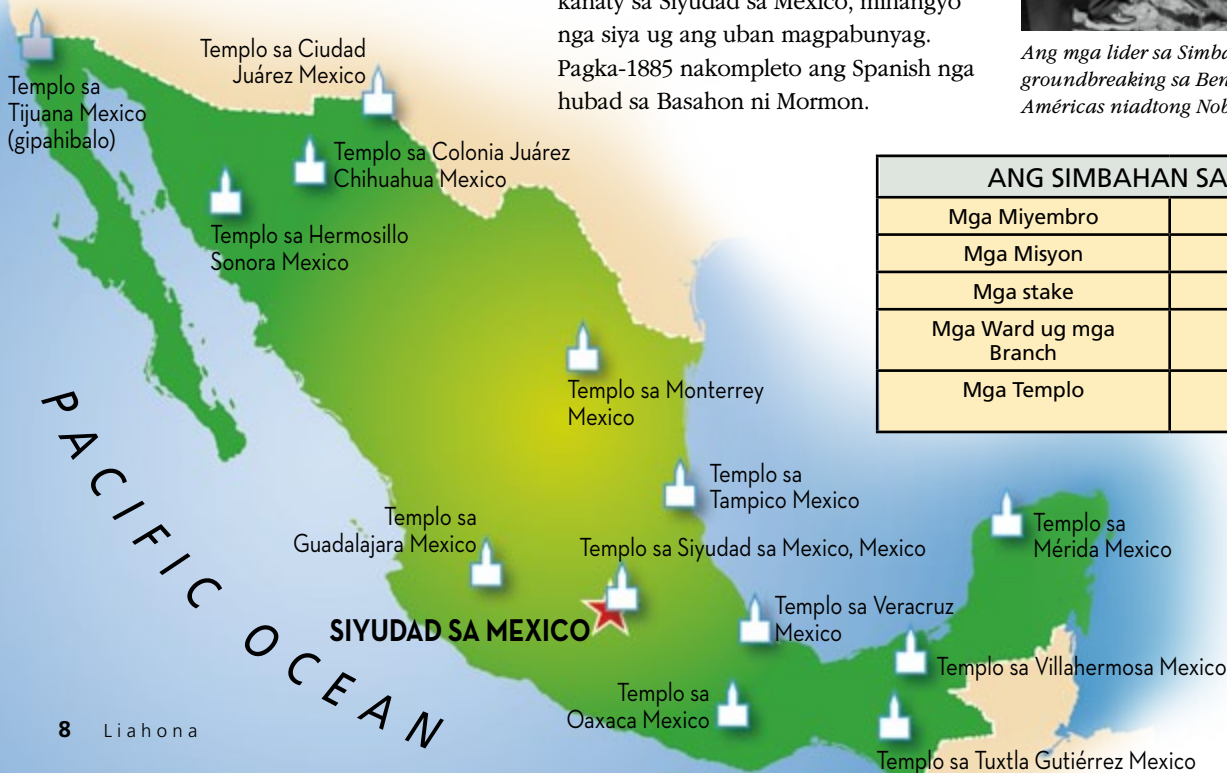 kanaty sa Siyudad sa Mexico, mihangyo
nga siya ug ang uban magpabunyag.
Pagka-1885 nakompleto ang Spanish nga
hubad sa Basahon ni Mormon.
Ang mga lider sa Simba
groundbreaking sa Ben
Américas niadtong Nob
Templo sa
Tijuana Mexico
(gipahibalo)
Templo sa Ciudad
Juárez Mexico
Templo sa Colonia Juárez
Chihuahua Mexico
Templo sa Hermosillo
Sonora Mexico
ANG SIMBAHAN SA
Mga Miyembro
Mga Misyon
Mga stake
Mga Ward ug mga
Branch
Mga Templo
Templo sa Monterrey
Mexico
Templo sa
Tampico Mexico
Templo sa
Guadalajara Mexico
Templo sa Siyudad sa Mexico, Mexico
Templo sa
Mérida Mexico
SIYUDAD SA MEXICO
Templo sa Veracruz
Mexico
Templo sa Villahermosa Mexico
Templo sa
Oaxaca Mexico
Templo sa Tuxtla Gutiérrez Mexico
PACIFIC OCEAN
8 Liahona